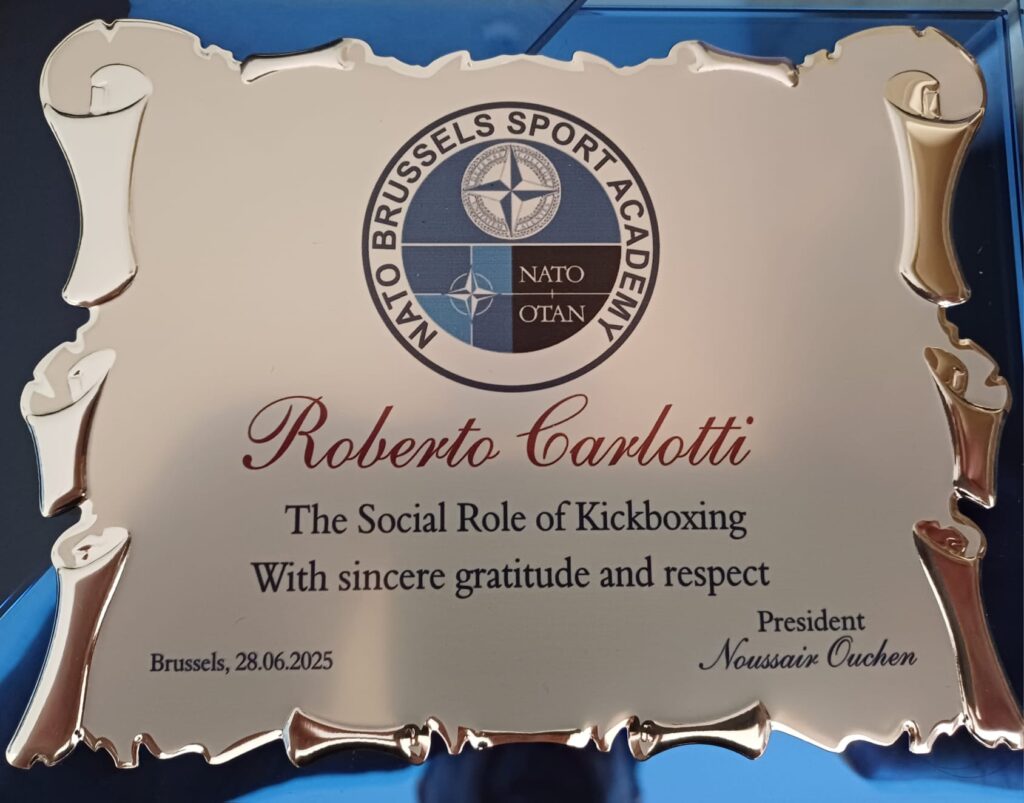 NATO BRUSSELS SPORT ACADEMY
NATO
OTAN
Roberto Carlotti
The Social Role of Kickboxing
With sincere gratitude and respect
President
Noussair Ouchen
Brussels, 28.06.2025